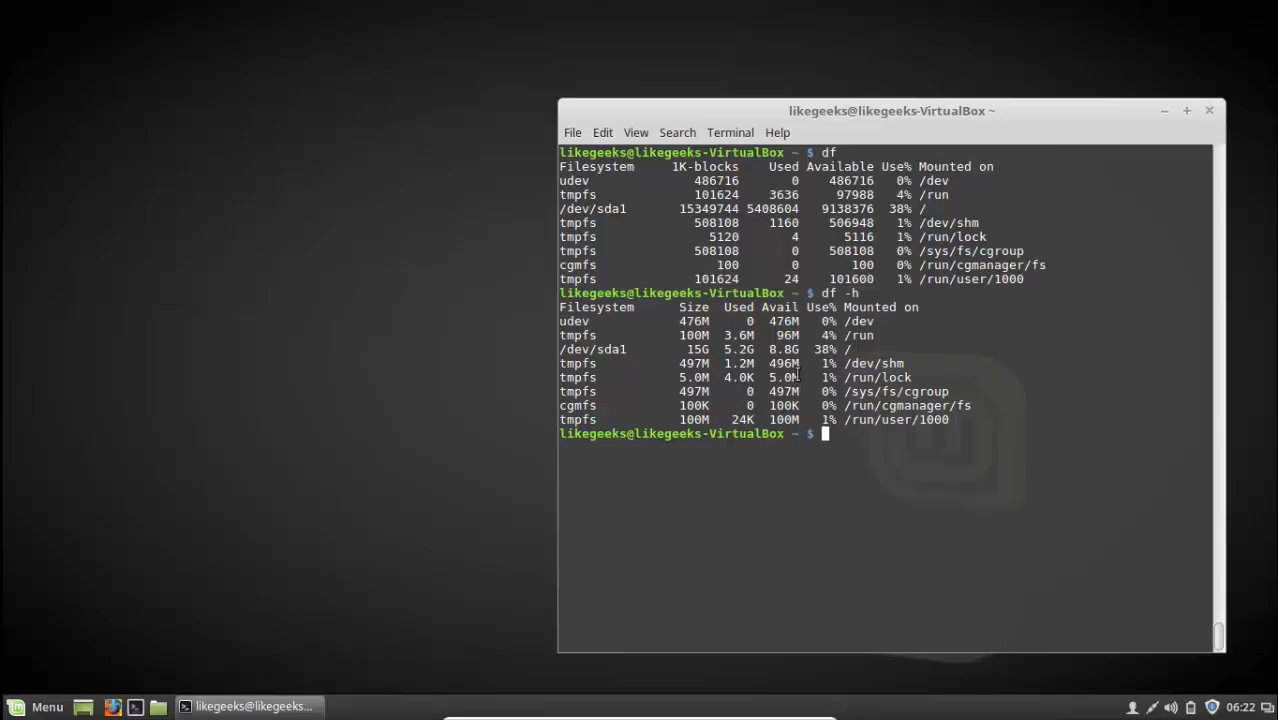 likegeeks@likegeeks-VirtualBox ~
File Edit View Search Terminal Help
likegeeks@likegeeks-VirtualBox ~ $ df
Filesystem     1K-blocks    Used Available Use% Mounted on
udev              486716       0    486716   0% /dev
tmpfs             101624    3636     97988   4% /run
/dev/sda1       15349744 5408604   9138376  38% /
tmpfs             508108    1160    506948   1% /dev/shm
tmpfs               5120       4      5116   1% /run/lock
tmpfs             508108       0    508108   0% /sys/fs/cgroup
cgmfs                100       0       100   0% /run/cgmanager/fs
tmpfs             101624      24    101600   1% /run/user/1000
likegeeks@likegeeks-VirtualBox ~ $ df -h
Filesystem      Size  Used Avail Use% Mounted on
udev            476M     0  476M   0% /dev
tmpfs           100M  3.6M   96M   4% /run
/dev/sda1        15G  5.2G  8.8G  38% /
tmpfs           497M  1.2M  496M   1% /dev/shm
tmpfs           5.0M  4.0K  5.0M   1% /run/lock
tmpfs           497M     0  497M   0% /sys/fs/cgroup
cgmfs           100K     0  100K   0% /run/cgmanager/fs
tmpfs           100M   24K  100M   1% /run/user/1000
likegeeks@likegeeks-VirtualBox ~ $
Menu likegeeks@likegeeks... 06:22